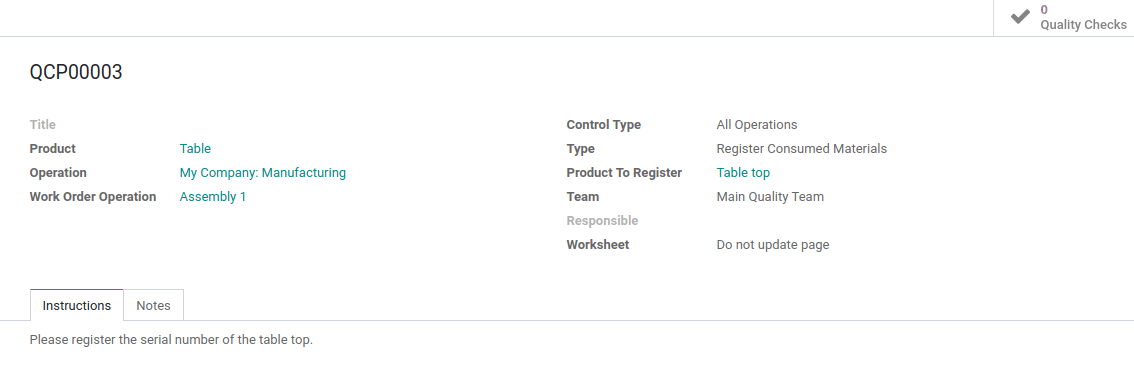 0
Quality Checks
QCP00003
Title
Product Table
Operation My Company: Manufacturing
Work Order Operation Assembly 1
Control Type All Operations
Type Register Consumed Materials
Product To Register Table top
Team Main Quality Team
Responsible
Worksheet Do not update page
Instructions Notes
Please register the serial number of the table top.